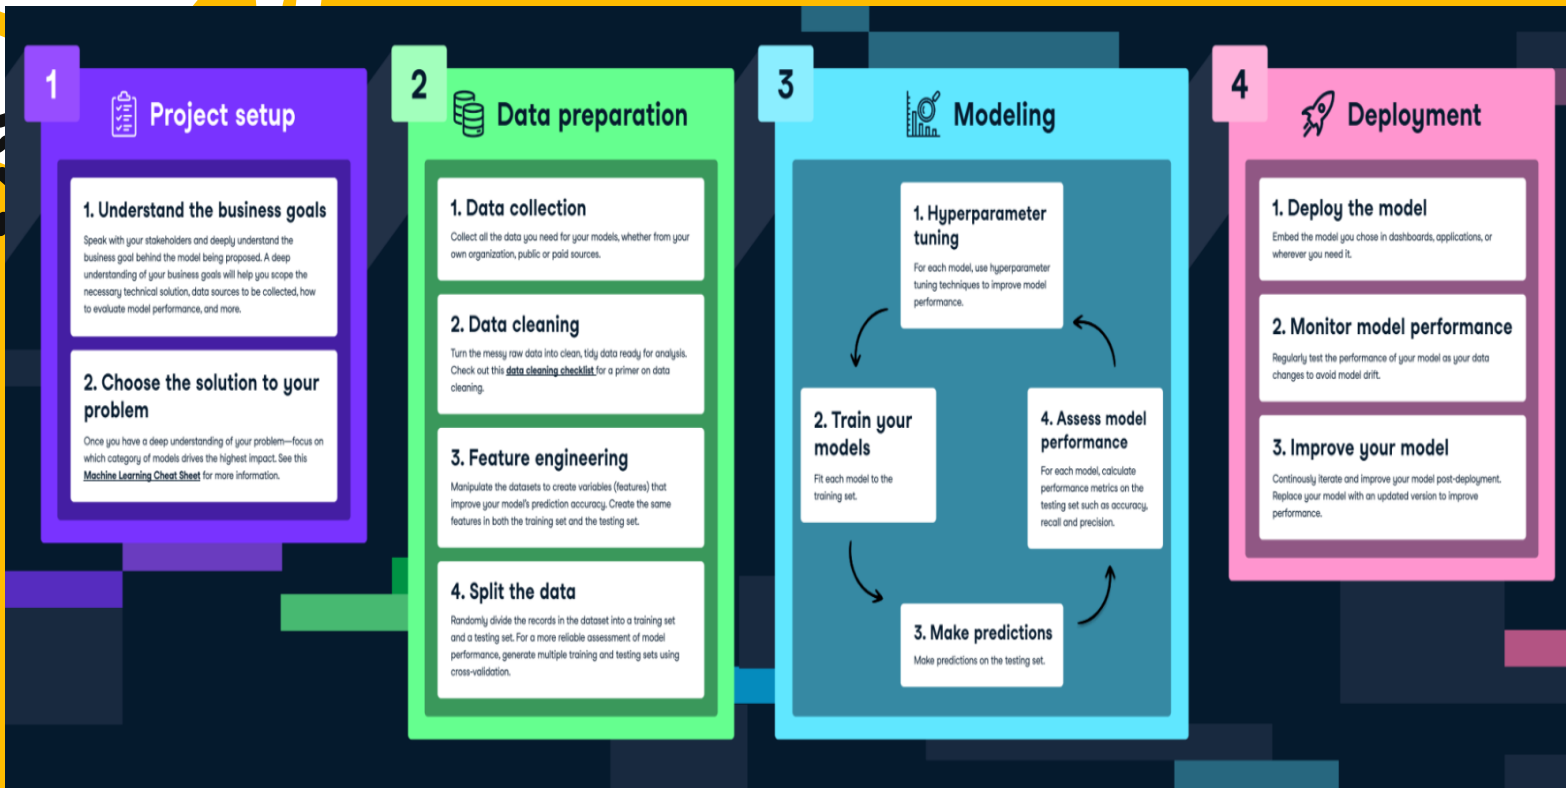 1
Project setup
1. Understand the business goals
Speak with your stakeholders and deeply understand the
business goal behind the model being proposed. A deep
understanding of your business goals will help you scope the
necessary technical solution, data sources to be collected, how
to evaluate model performance, and more.
2. Choose the solution to your
problem
Once you have a deep understanding of your problem—focus on
which category of models drives the highest impact. See this
Machine Learning Cheat Sheet for more information.
2
Data preparation
1. Data collection
Collect all the data you need for your models, whether from your
own organization, public or paid sources.
2. Data cleaning
Turn the messy raw data into clean, tidy data ready for analysis.
Check out this data cleaning checklist for a primer on data
cleaning.
3. Feature engineering
Manipulate the datasets to create variables (features) that
improve your model's prediction accuracy. Create the same
features in both the training set and the testing set.
4. Split the data
Randomly divide the records in the dataset into a training set
and a testing set. For a more reliable assessment of model
performance, generate multiple training and testing sets using
cross-validation.
3
Modeling
1. Hyperparameter
tuning
For each model, use hyperparameter
tuning techniques to improve model
performance.
2. Train your
models
Fit each model to the
training set.
3. Make predictions
Make predictions on the testing set.
4. Assess model
performance
For each model, calculate
performance metrics on the
testing set such as accuracy,
recall and precision.
4
Deployment
1. Deploy the model
Embed the model you chose in dashboards, applications, or
wherever you need it.
2. Monitor model performance
Regularly test the performance of your model as your data
changes to avoid model drift.
3. Improve your model
Continously iterate and improve your model post-deployment.
Replace your model with an updated version to improve
performance.